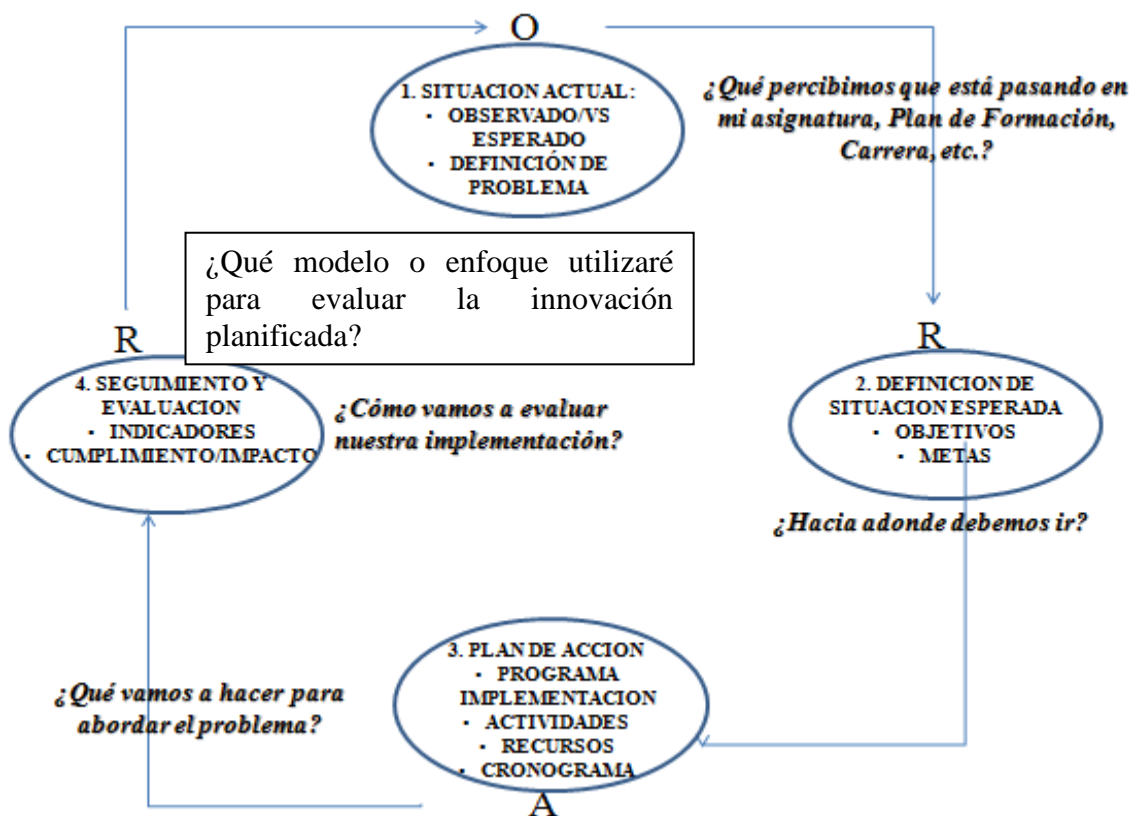 O
1. SITUACION ACTUAL:
▪ OBSERVADO/VS
ESPERADO
▪ DEFINICIÓN DE
PROBLEMA
¿Qué percibimos que está pasando en
mi asignatura, Plan de Formación,
Carrera, etc.?
¿Qué modelo o enfoque utilizaré
para evaluar la innovación
planificada?
R
4. SEGUIMIENTO Y
EVALUACION
▪ INDICADORES
▪ CUMPLIMIENTO/IMPACTO
¿Cómo vamos a evaluar
nuestra implementación?
R
2. DEFINICION DE
SITUACION ESPERADA
▪ OBJETIVOS
▪ METAS
¿Hacia adonde debemos ir?
3. PLAN DE ACCION
▪ PROGRAMA
IMPLEMENTACION
▪ ACTIVIDADES
▪ RECURSOS
▪ CRONOGRAMA
A
¿Qué vamos a hacer para
abordar el problema?